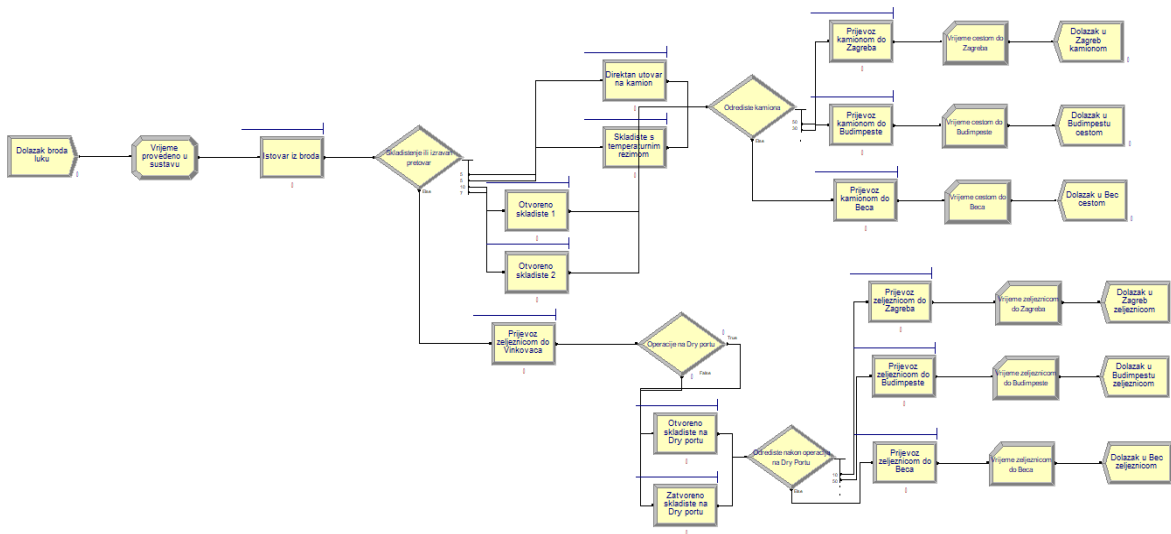 Dolazak broda
luku
Vrijeme
provedeno u
sustavu
Istovar iz broda
Skladistenje ili izravan
pretovar
Else
10
Direktan utovar
na kamion
Skladiste s
temperaturnim
rezimom
Otvoreno
skladiste 1
Otvoreno
skladiste 2
Odrediste kamiona
50
30
Else
Prijevoz
kamionom do
Zagreba
Vrijeme cestom do
Zagreba
Dolazak u
Zagreb
kamionom
Prijevoz
kamionom do
Budimpeste
Vrijeme cestom do
Budimpeste
Dolazak u
Budimpestu
cestom
Prijevoz
kamionom do
Beca
Vrijeme cestom do
Beca
Dolazak u Bec
cestom
Prijevoz
zeljeznicom do
Vinkovaca
Operacije na Dry portu
True
False
Otvoreno
skladiste na
Dry portu
Zatvoreno
skladiste na
Dry portu
Odrediste nakon operacija
na Dry Portu
10
50
Else
Prijevoz
zeljeznicom do
Zagreba
Vrijeme zeljeznicom
do Zagreba
Dolazak u
Zagreb
zeljeznicom
Prijevoz
zeljeznicom do
Budimpeste
Vrijeme zeljeznicom
do Budimpeste
Dolazak u
Budimpestu
zeljeznicom
Prijevoz
zeljeznicom do
Beca
Vrijeme zeljeznicom
do Beca
Dolazak u Bec
zeljeznicom